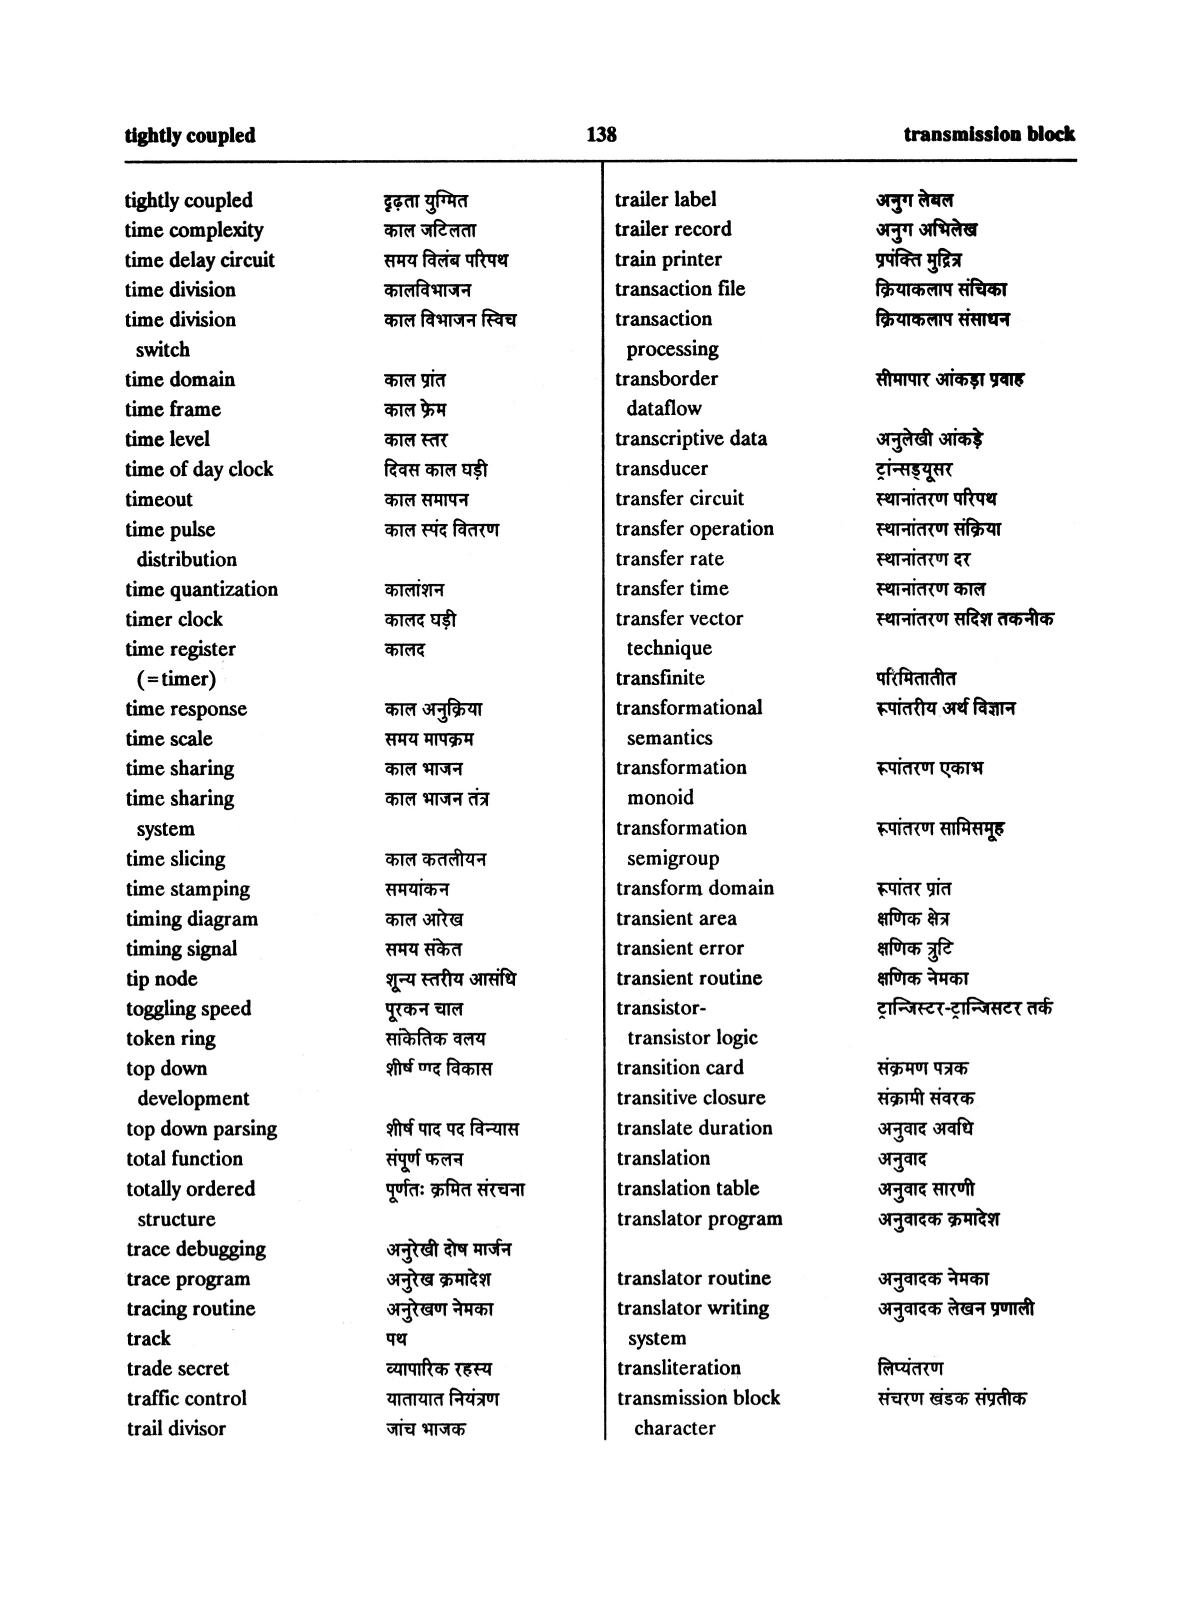 tightly coupled 138 transmission block
tightly coupled दृढ़ता युग्मित
time complexity काल जटिलता
time delay circuit समय विलंब परिपथ
time division कालविभाजन
time division काल विभाजन स्विच
switch
time domain काल प्रांत
time frame काल फ्रेम
time level काल स्तर
time of day clock दिवस काल घड़ी
timeout काल समापन
time pulse काल स्पंद वितरण
distribution
time quantization कालांशन
timer clock कालद घड़ी
time register कालद
(=timer)
time response काल अनुक्रिया
time scale समय मापक्रम
time sharing काल भाजन
time sharing काल भाजन तंत्र
system
time slicing काल कतलीयन
time stamping समयांकन
timing diagram काल आरेख
timing signal समय संकेत
tip node शून्य स्तरीय आसंधि
toggling speed पूरकन चाल
token ring सांकेतिक वलय
top down शीर्ष विकास
development
top down parsing शीर्ष पाद पद विन्यास
total function संपूर्ण फलन
totally ordered पूर्णतः क्रमित संरचना
structure
trace debugging अनुरेखी दोष मार्जन
trace program अनुरेख क्रमादेश
tracing routine अनुरेखण नेमका
track पथ
trade secret व्यापारिक रहस्य
traffic control यातायात नियंत्रण
trail divisor जांच भाजक
trailer label अनुग लेबल
trailer record अनुग अभिलेख
train printer प्रपंक्ति मुद्रित्र
transaction file क्रियाकलाप संचिका
transaction क्रियाकलाप संसाधन
processing
transborder सीमापार आंकड़ा प्रवाह
dataflow
transcriptive data अनुलेखी आंकड़े
transducer ट्रांन्सड्यूसर
transfer circuit स्थानांतरण परिपथ
transfer operation स्थानांतरण संक्रिया
transfer rate स्थानांतरण दर
transfer time स्थानांतरण काल
transfer vector स्थानांतरण सदिश तकनीक
technique
transfinite परिमितातीत
transformational रूपांतरीय अर्थ विज्ञान
semantics
transformation रूपांतरण एकाभ
monoid
transformation रूपांतरण सामिसमूह
semigroup
transform domain रूपांतर प्रांत
transient area क्षणिक क्षेत्र
transient error क्षणिक त्रुटि
transient routine क्षणिक नेमका
transistor- ट्रान्जिस्टर-ट्रान्जिसटर तर्क
transistor logic
transition card संक्रमण पत्रक
transitive closure संक्रामी संवरक
translate duration अनुवाद अवधि
translation अनुवाद
translation table अनुवाद सारणी
translator program अनुवादक क्रमादेश
translator routine अनुवादक नेमका
translator writing अनुवादक लेखन प्रणाली
system
transliteration लिप्यंतरण
transmission block संचरण खंडक संप्रतीक
character